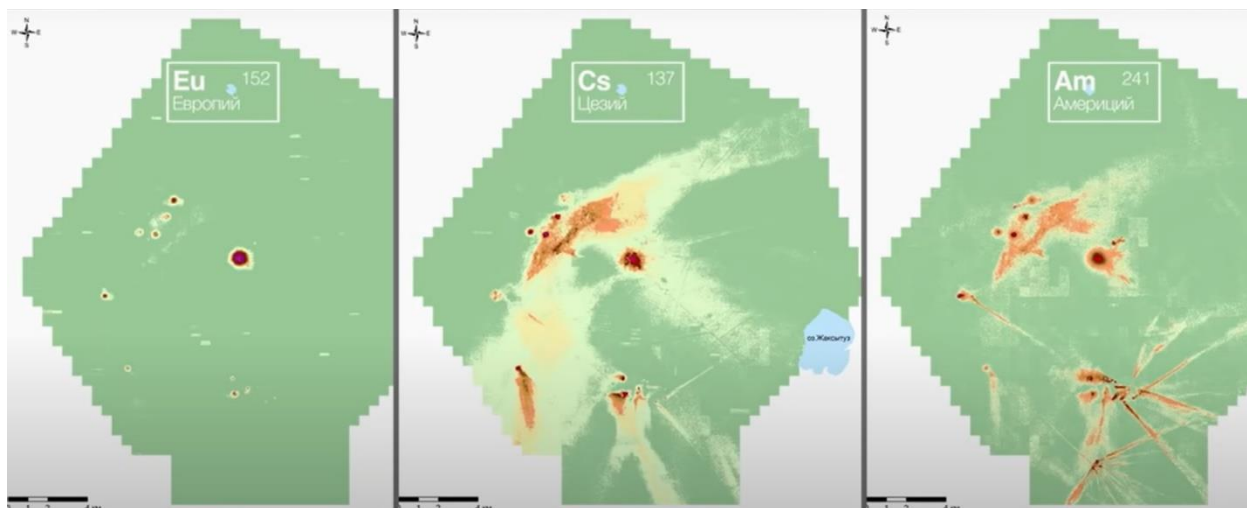 N
W E
S
Eu 152
Европий
N
W E
S
Cs 137
Цезий
оз.Жаксытуз
N
W E
S
Am 241
Америций